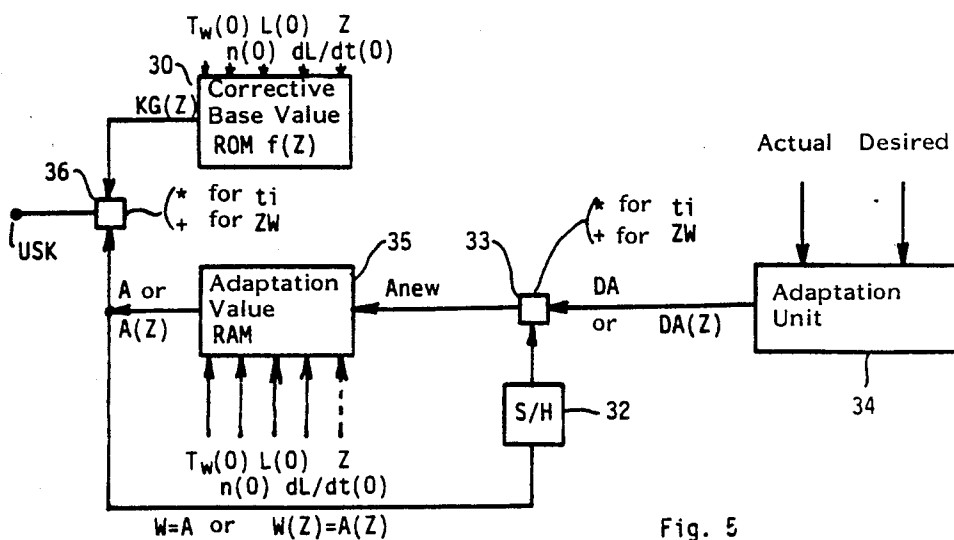 Tw(0) L(0) Z
n(0) dL/dt(0)
30
KG(Z)
Corrective
Base Value
ROM f(Z)
Actual Desired
36
* for ti
+ for ZW
USK
* for ti
+ for ZW
35
33
A or
A(Z)
Adaptation
Value
RAM
Anew
DA
or DA(Z)
Adaptation
Unit
34
S/H
32
Tw(0) L(0) Z
n(0) dL/dt(0)
W=A or W(Z)=A(Z)
Fig. 5